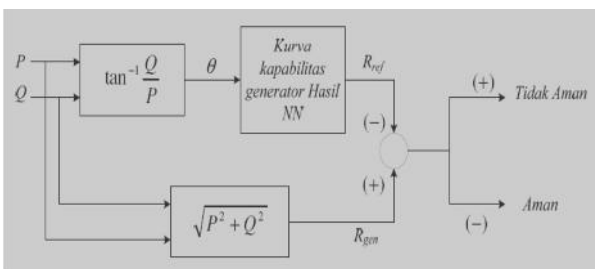 P
Q
tan⁻¹ Q/P
θ
Kurva
kapabilitas
generator Hasil
NN
R_ref
(−)
(+)
(+)
Tidak Aman
(−)
Aman
√(P² + Q²)
R_gen